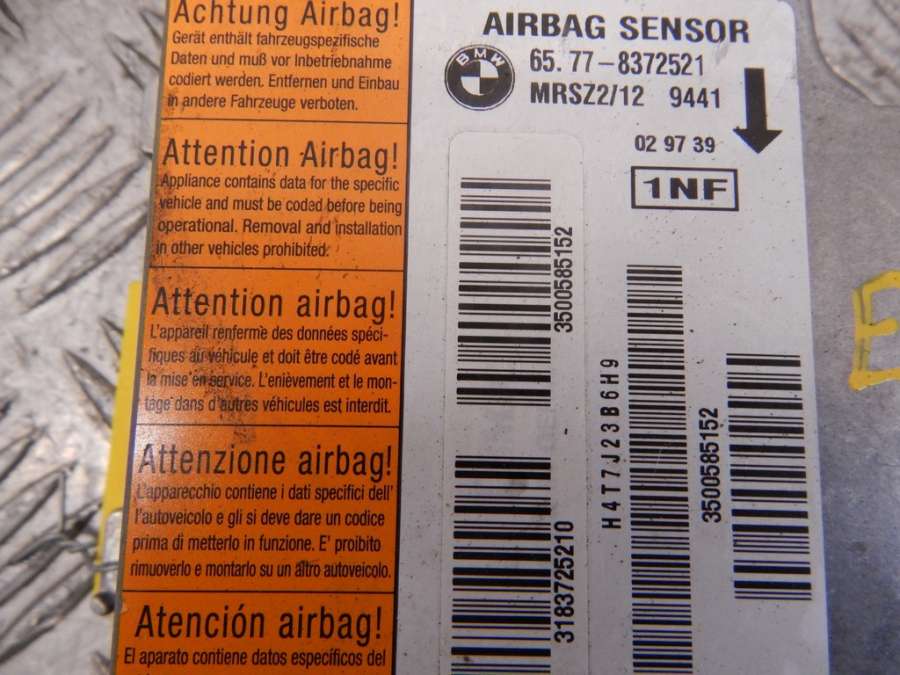 Achtung Airbag!
Gerät enthält fahrzeugspezifische
Daten und muß vor Inbetriebnahme
codiert werden. Entfernen und Einbau
in andere Fahrzeuge verboten.
Attention Airbag!
Appliance contains data for the specific
vehicle and must be coded before being
operational. Removal and installation
in other vehicles prohibited.
Attention airbag!
L'appareil renferme des données spéci-
fiques au véhicule et doit être codé avant
la mise en service. L'enièvement et le mon-
tage dans d'autres véhicules est interdit.
Attenzione airbag!
L'apparecchio contiene i dati specifici dell'
l'autoveicolo e gli si deve dare un codice
prima di metterlo in funzione. E' proibito
rimuoverlo e montarlo su un altro autoveicolo.
Atención airbag!
El aparato contiene datos específicos del
AIRBAG SENSOR
BMW
65. 77-8372521
MRSZ2/12 9441
02 97 39
1NF
3500585152
3183725210
H4T7J23B6H9
3500585152
E